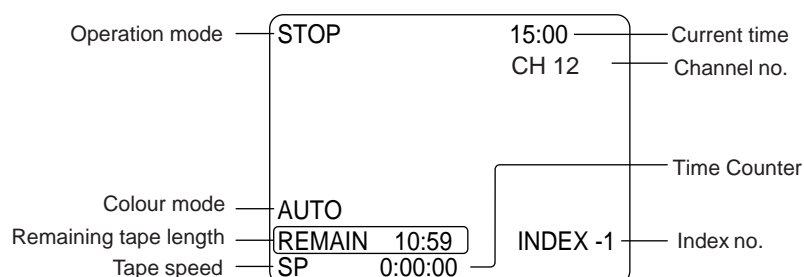 Operation mode STOP 15:00 Current time
CH 12 Channel no.
Time Counter
Colour mode AUTO
Remaining tape length REMAIN 10:59 INDEX -1 Index no.
Tape speed SP 0:00:00